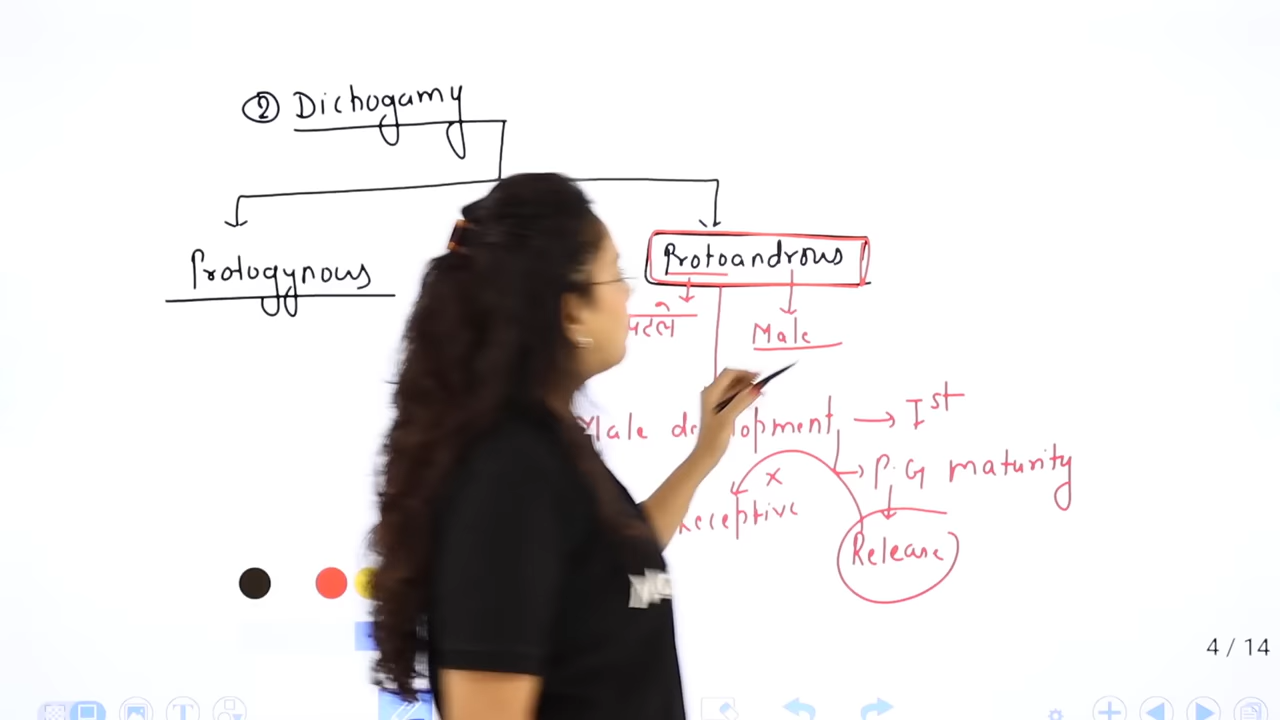 ② Dichogamy
Protogynous
Protoandrous
पहले
Male
Male development → Ist
P.G maturity
x
Receptive
Release
4 / 14